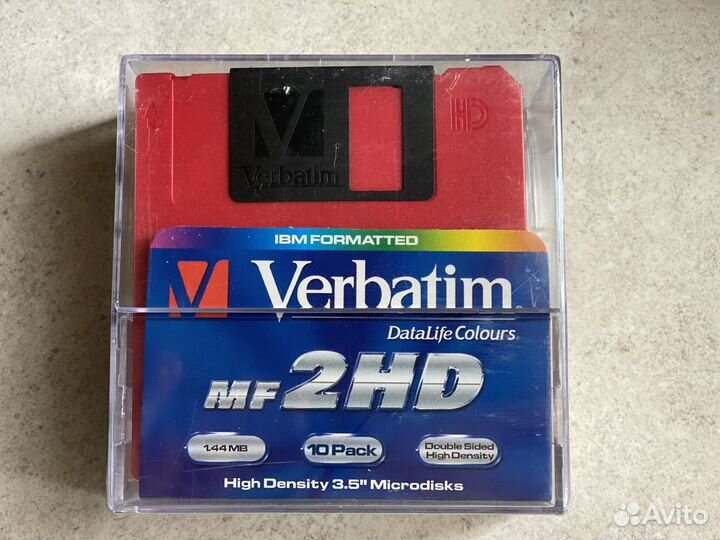 HD
Verbatim
IBM FORMATTED
Verbatim
DataLife Colours
MF 2HD
1.44 MB
10 Pack
Double Sided
High Density
High Density 3.5" Microdisks
Avito